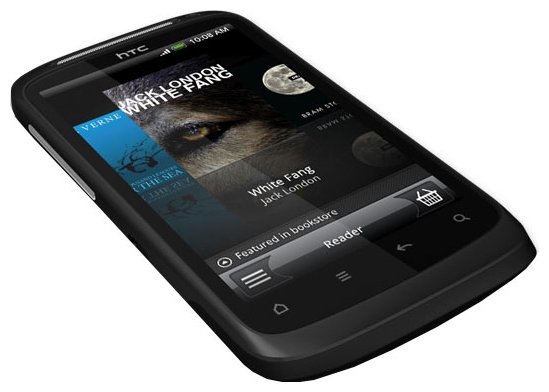 htc
10:08 AM
JACK LONDON
WHITE FANG
VERNE
THE SEA
BRAM STO
White Fang
Jack London
Featured in bookstore
Reader